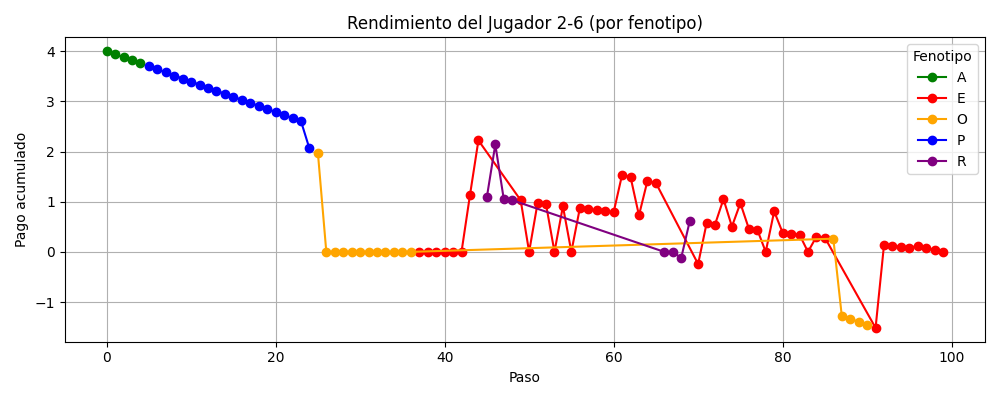 Rendimiento del Jugador 2-6 (por fenotipo)
Pago acumulado
4
3
2
1
0
−1
Fenotipo
A
E
O
P
R
0 20 40 60 80 100
Paso